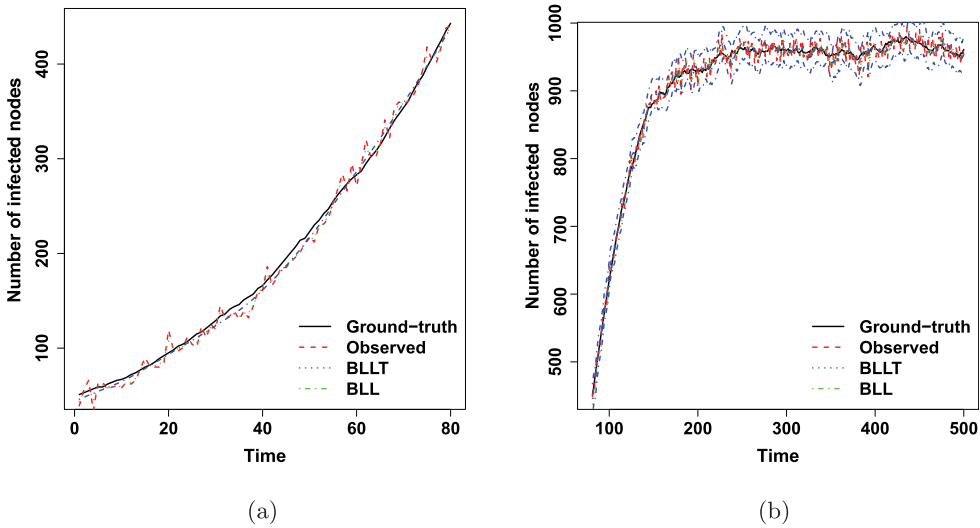 Number of infected nodes
400
300
200
100
0
20
40
60
80
Time
Ground-truth
Observed
BLLT
BLL
(a)
Number of infected nodes
1000
900
800
700
600
500
100
200
300
400
500
Time
Ground-truth
Observed
BLLT
BLL
(b)